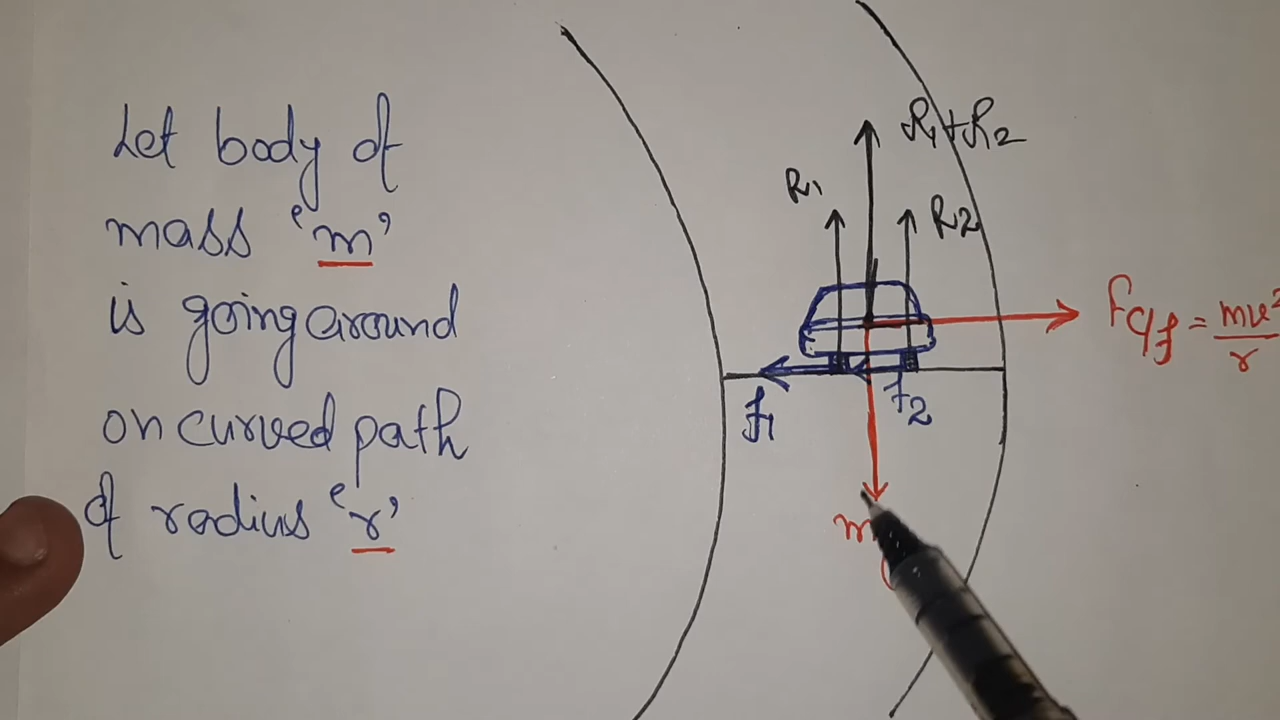 Let body of
mass 'm'
is going around
on curved path
of radius 'r'
R1+R2
R1
R2
Fcf = mv²/r
f1
f2